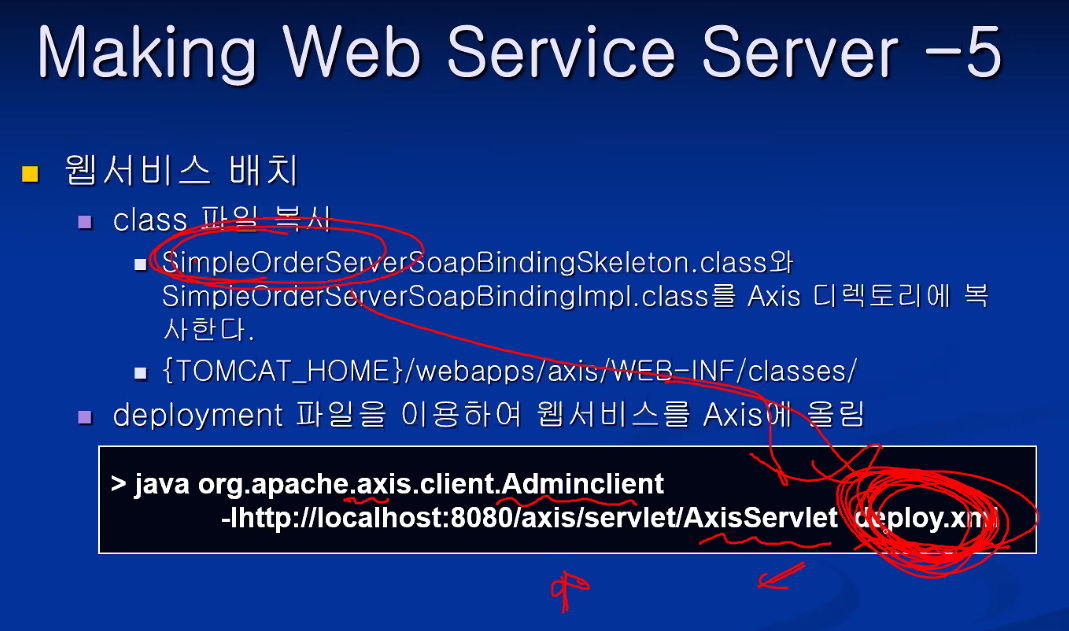 Making Web Service Server -5
웹서비스 배치
class 파일 복사
SimpleOrderServerSoapBindingSkeleton.class와
SimpleOrderServerSoapBindingImpl.class를 Axis 디렉토리에 복
사한다.
{TOMCAT_HOME}/webapps/axis/WEB-INF/classes/
deployment 파일을 이용하여 웹서비스를 Axis에 올림
> java org.apache.axis.client.Adminclient
-lhttp://localhost:8080/axis/servlet/AxisServlet deploy.xml